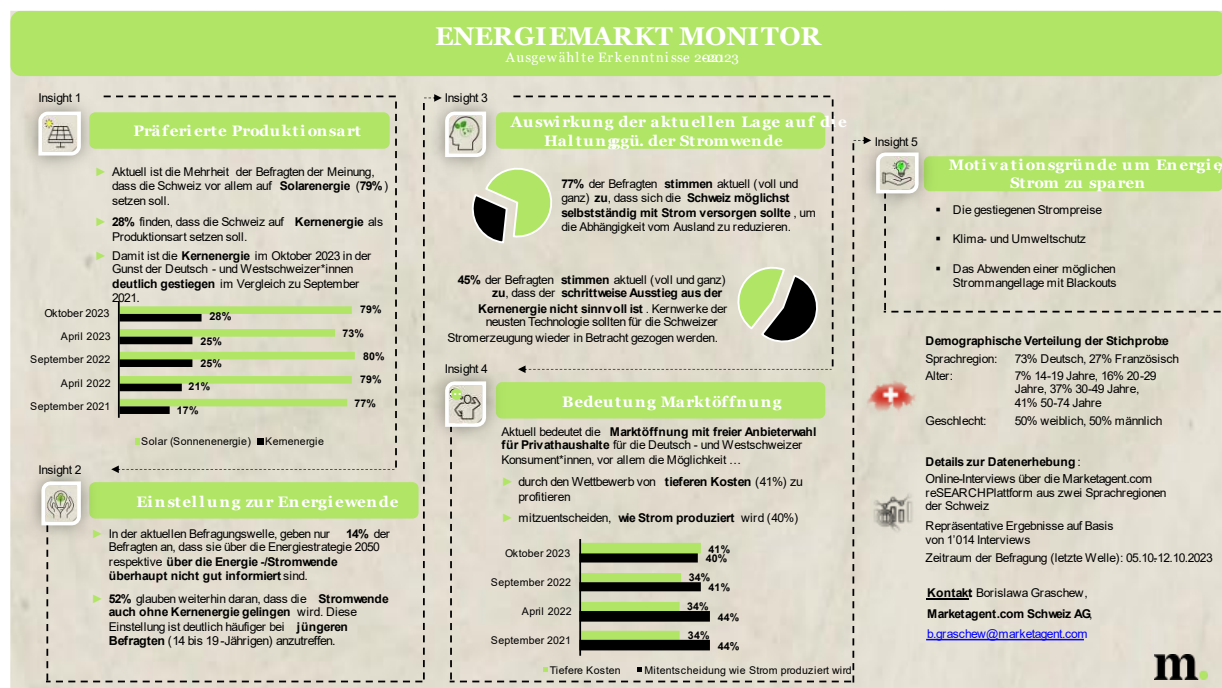 ENERGIEMARKT MONITOR
Ausgewählte Erkenntnisse
Insight 1
Präferierte Produktionsart
► Aktuell ist die Mehrheit der Befragten der Meinung,
dass die Schweiz vor allem auf Solarenergie (79%)
setzen soll.
► 28% finden, dass die Schweiz auf Kernenergie als
Produktionsart setzen soll.
► Damit ist die Kernenergie im Oktober 2023 in der
Gunst der Deutsch - und Westschweizer*innen
deutlich gestiegen im Vergleich zu September
2021.
Oktober 2023 79% 28%
April 2023 73% 25%
September 2022 80% 25%
April 2022 79% 21%
September 2021 77% 17%
Solar (Sonnenenergie) Kernenergie
Insight 2
Einstellung zur Energiewende
► In der aktuellen Befragungswelle, geben nur 14% der
Befragten an, dass sie über die Energiestrategie 2050
respektive über die Energie -/Stromwende
überhaupt nicht gut informiert sind.
► 52% glauben weiterhin daran, dass die Stromwende
auch ohne Kernenergie gelingen wird. Diese
Einstellung ist deutlich häufiger bei jüngeren
Befragten (14 bis 19-Jährigen) anzutreffen.
Insight 3
Auswirkung der aktuellen Lage auf die
Haltung ggü. der Stromwende
77% der Befragten stimmen aktuell (voll und
ganz) zu, dass sich die Schweiz möglichst
selbstständig mit Strom versorgen sollte , um
die Abhängigkeit vom Ausland zu reduzieren.
45% der Befragten stimmen aktuell (voll und ganz)
zu, dass der schrittweise Ausstieg aus der
Kernenergie nicht sinnvoll ist . Kernwerke der
neusten Technologie sollten für die Schweizer
Stromerzeugung wieder in Betracht gezogen werden.
Insight 4
Bedeutung Marktöffnung
Aktuell bedeutet die Marktöffnung mit freier Anbieterwahl
für Privathaushalte für die Deutsch - und Westschweizer
Konsument*innen, vor allem die Möglichkeit …
► durch den Wettbewerb von tieferen Kosten (41%) zu
profitieren
► mitzuentscheiden, wie Strom produziert wird (40%)
Oktober 2023 41% 40%
September 2022 34% 41%
April 2022 34% 44%
September 2021 34% 44%
Tiefere Kosten Mitentscheidung wie Strom produziert wird
Insight 5
Motivationsgründe um Energie,
Strom zu sparen
▪ Die gestiegenen Strompreise
▪ Klima- und Umweltschutz
▪ Das Abwenden einer möglichen
Strommangellage mit Blackouts
Demographische Verteilung der Stichprobe
Sprachregion: 73% Deutsch, 27% Französisch
Alter: 7% 14-19 Jahre, 16% 20-29
Jahre, 37% 30-49 Jahre,
41% 50-74 Jahre
Geschlecht: 50% weiblich, 50% männlich
Details zur Datenerhebung :
Online-Interviews über die Marketagent.com
reSEARCHPlattform aus zwei Sprachregionen
der Schweiz
Repräsentative Ergebnisse auf Basis
von 1'014 Interviews
Zeitraum der Befragung (letzte Welle): 05.10-12.10.2023
Kontakt Borislawa Graschew,
Marketagent.com Schweiz AG,
b.graschew@marketagent.com
m.